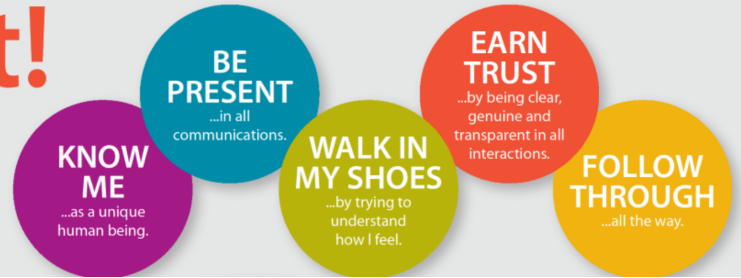 t!
KNOW
ME
...as a unique
human being.
BE
PRESENT
...in all
communications.
WALK IN
MY SHOES
...by trying to
understand
how I feel.
EARN
TRUST
...by being clear,
genuine and
transparent in all
interactions.
FOLLOW
THROUGH
...all the way.